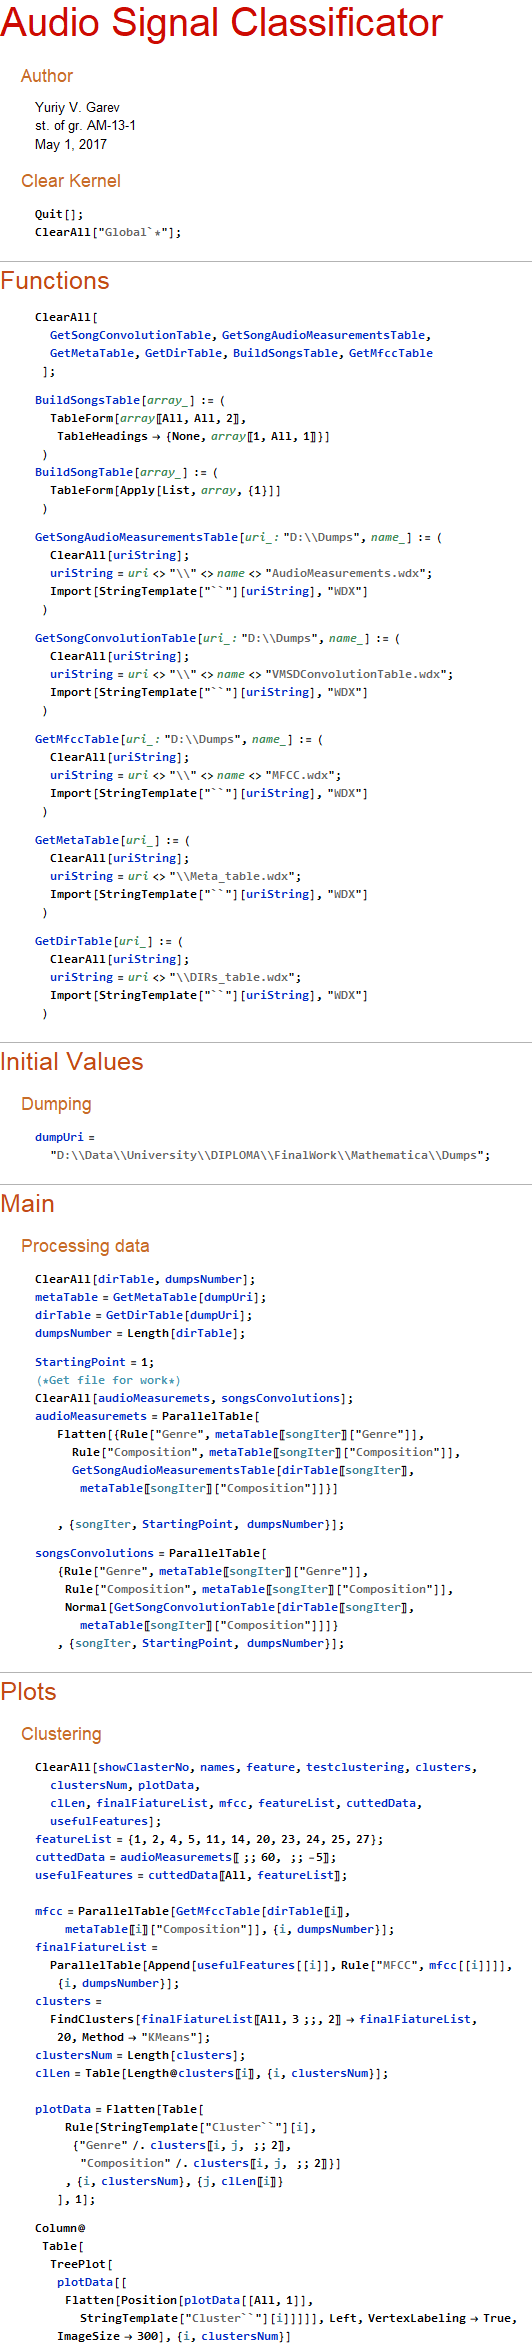 Audio Signal Classificator
Author
Yuriy V. Garev
st. of gr. AM-13-1
May 1, 2017
Clear Kernel
Quit[];
ClearAll["Global`*"];
Functions
ClearAll[
GetSongConvolutionTable, GetSongAudioMeasurementsTable,
GetMetaTable, GetDirTable, BuildSongsTable, GetMfccTable
];
BuildSongsTable[array_] := (
TableForm[array〚All, All, 2〛,
TableHeadings → {None, array〚1, All, 1〛}]
)
BuildSongTable[array_] := (
TableForm[Apply[List, array, {1}]]
)
GetSongAudioMeasurementsTable[uri_: "D:\\Dumps", name_] := (
ClearAll[uriString];
uriString = uri <> "\\" <> name <> "AudioMeasurements.wdx";
Import[StringTemplate["``"][uriString], "WDX"]
)
GetSongConvolutionTable[uri_: "D:\\Dumps", name_] := (
ClearAll[uriString];
uriString = uri <> "\\" <> name <> "VMSDConvolutionTable.wdx";
Import[StringTemplate["``"][uriString], "WDX"]
)
GetMfccTable[uri_: "D:\\Dumps", name_] := (
ClearAll[uriString];
uriString = uri <> "\\" <> name <> "MFCC.wdx";
Import[StringTemplate["``"][uriString], "WDX"]
)
GetMetaTable[uri_] := (
ClearAll[uriString];
uriString = uri <> "\\Meta_table.wdx";
Import[StringTemplate["``"][uriString], "WDX"]
)
GetDirTable[uri_] := (
ClearAll[uriString];
uriString = uri <> "\\DIRs_table.wdx";
Import[StringTemplate["``"][uriString], "WDX"]
)
Initial Values
Dumping
dumpUri =
"D:\\Data\\University\\DIPLOMA\\FinalWork\\Mathematica\\Dumps";
Main
Processing data
ClearAll[dirTable, dumpsNumber];
metaTable = GetMetaTable[dumpUri];
dirTable = GetDirTable[dumpUri];
dumpsNumber = Length[dirTable];
StartingPoint = 1;
(*Get file for work*)
ClearAll[audioMeasuremets, songsConvolutions];
audioMeasuremets = ParallelTable[
Flatten[{Rule["Genre", metaTable〚songIter〛["Genre"]],
Rule["Composition", metaTable〚songIter〛["Composition"]],
GetSongAudioMeasurementsTable[dirTable〚songIter〛,
metaTable〚songIter〛["Composition"]]}]
, {songIter, StartingPoint, dumpsNumber}];
songsConvolutions = ParallelTable[
{Rule["Genre", metaTable〚songIter〛["Genre"]],
Rule["Composition", metaTable〚songIter〛["Composition"]],
Normal[GetSongConvolutionTable[dirTable〚songIter〛,
metaTable〚songIter〛["Composition"]]]}
, {songIter, StartingPoint, dumpsNumber}];
Plots
Clustering
ClearAll[showClasterNo, names, feature, testclustering, clusters,
clustersNum, plotData,
clLen, finalFiatureList, mfcc, featureList, cuttedData,
usefulFeatures];
featureList = {1, 2, 4, 5, 11, 14, 20, 23, 24, 25, 27};
cuttedData = audioMeasuremets〚 ;; 60, ;; -5〛;
usefulFeatures = cuttedData〚All, featureList〛;
mfcc = ParallelTable[GetMfccTable[dirTable〚i〛,
metaTable〚i〛["Composition"]], {i, dumpsNumber}];
finalFiatureList =
ParallelTable[Append[usefulFeatures[[i]], Rule["MFCC", mfcc[[i]]]],
{i, dumpsNumber}];
clusters =
FindClusters[finalFiatureList〚All, 3 ;;, 2〛 → finalFiatureList,
20, Method → "KMeans"];
clustersNum = Length[clusters];
clLen = Table[Length@clusters〚i〛, {i, clustersNum}];
plotData = Flatten[Table[
Rule[StringTemplate["Cluster``"][i],
{"Genre" /. clusters〚i, j, ;; 2〛,
"Composition" /. clusters〚i, j, ;; 2〛}]
, {i, clustersNum}, {j, clLen〚i〛}
], 1];
Column@
Table[
TreePlot[
plotData[[
Flatten[Position[plotData[[All, 1]],
StringTemplate["Cluster``"][i]]]]], Left, VertexLabeling → True,
ImageSize → 300], {i, clustersNum}]